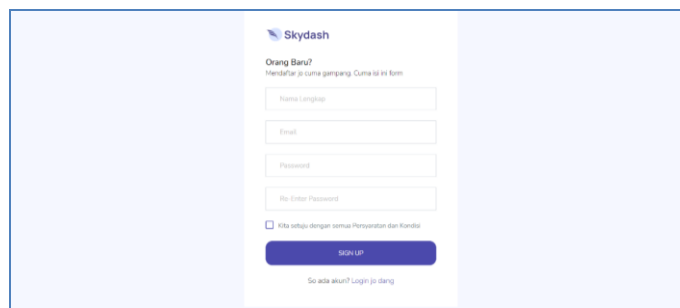 Skydash
Orang Baru?
Mendaftar jo cuma gampang. Cuma isi ini form
Nama Lengkap
Email
Password
Re-Enter Password
Kita setuju dengan semua Persyaratan dan Kondisi
SIGN UP
So ada akun? Login jo dang